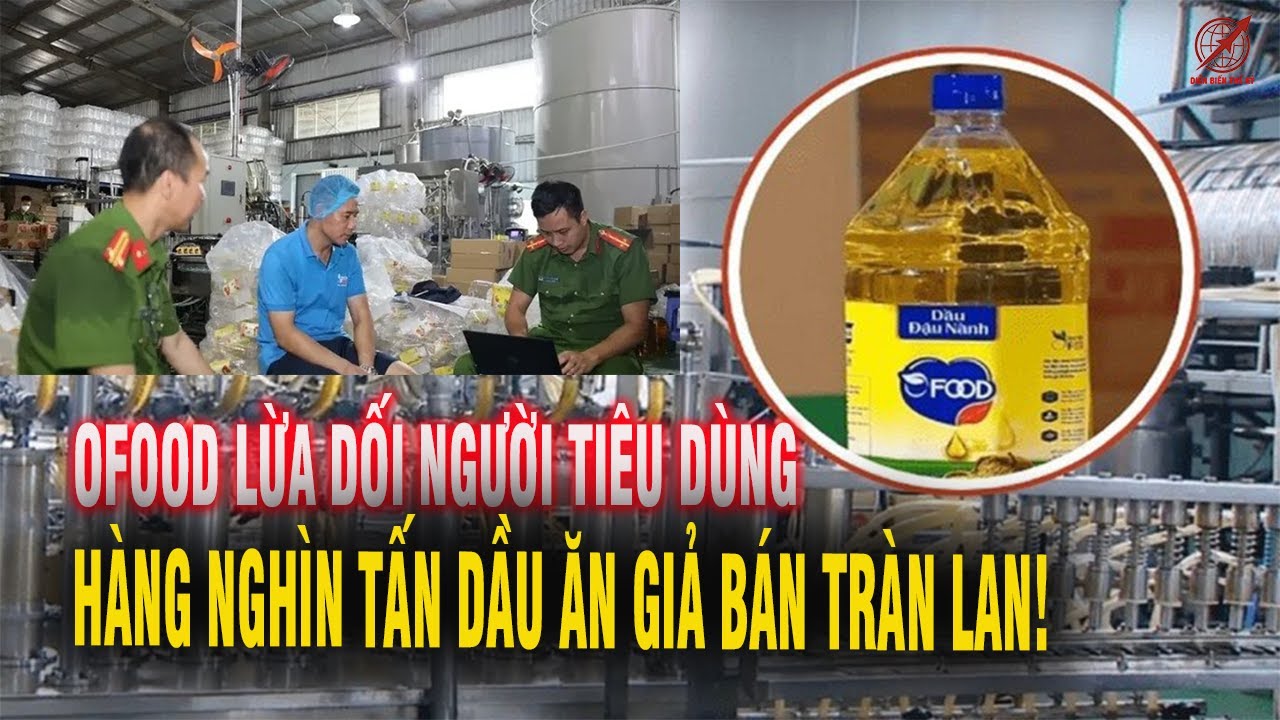 Dầu
Đậu Nành
OFOOD
OFOOD LỪA DỐI NGƯỜI TIÊU DÙNG
HÀNG NGHÌN TẤN DẦU ĂN GIẢ BÁN TRÀN LAN!